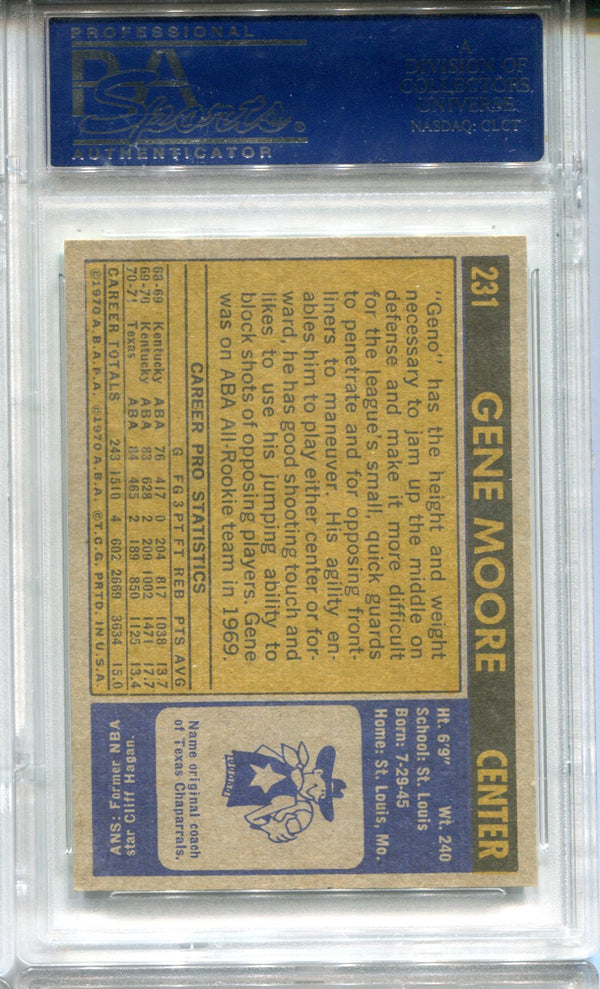 PROFESSIONAL
PSA
Sports®
AUTHENTICATOR
A
DIVISION OF
COLLECTORS
UNIVERSE
NASDAQ: CLCT
231 GENE MOORE CENTER
"Geno" has the height and weight
necessary to jam up the middle on
defense and make it more difficult
for the league's small, quick guards
to penetrate and for opposing front-
liners to maneuver. His agility en-
ables him to play either center or for-
ward, he has good shooting touch and
likes to use his jumping ability to
block shots of opposing players. Gene
was on ABA All-Rookie team in 1969.
CAREER PRO STATISTICS
G FG 3PT FT REB PTS AVG
68-69 Kentucky ABA 76 417 0 204 817 1038 13.7
69-70 Kentucky ABA 83 628 2 209 1002 1471 17.7
70-71 Texas ABA 84 465 2 189 850 1125 13.4
CAREER TOTALS 243 1510 4 602 2669 3634 15.0
©1970 A.B.A.P.A. ©1970 A.B.A. ©T.C.G. PRTD. IN U.S.A.
Ht. 6'9" Wt. 240
School: St. Louis
Born: 7-29-45
Home: St. Louis, Mo.
Name original coach
of Texas Chaparrals.
ANS: Former NBA
star Cliff Hagan.